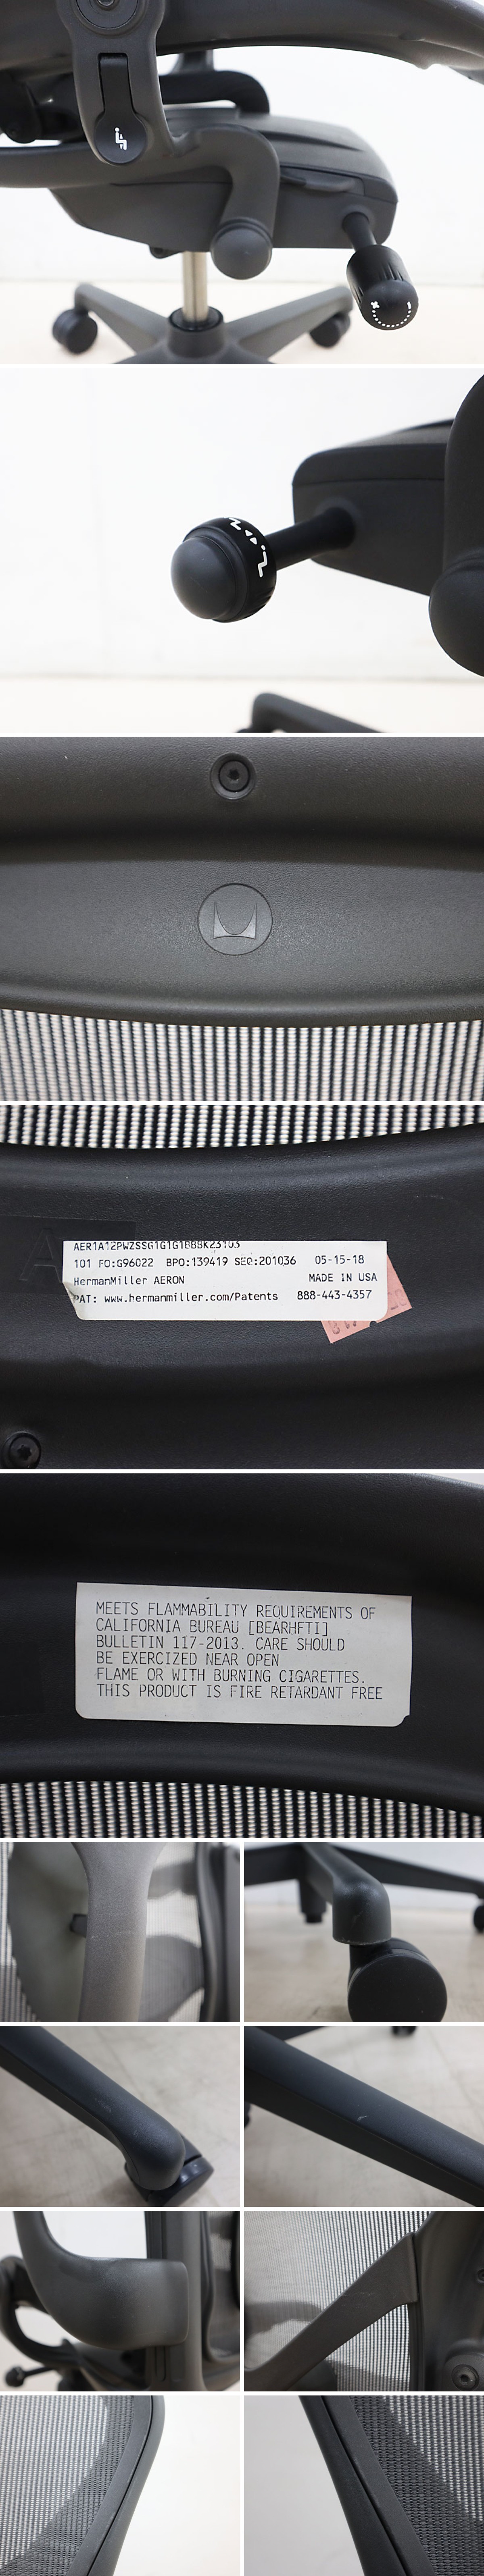 101 FO:G96022 BPO:139419 SEQ:201036 05-15-18
HermanMiller AERON MADE IN USA
PAT: www.hermanmiller.com/Patents 888-443-4357
MEETS FLAMMABILITY REQUIREMENTS OF
CALIFORNIA BUREAU [BEARHFTI]
BULLETIN 117-2013. CARE SHOULD
BE EXERCIZED NEAR OPEN
FLAME OR WITH BURNING CIGARETTES.
THIS PRODUCT IS FIRE RETARDANT FREE